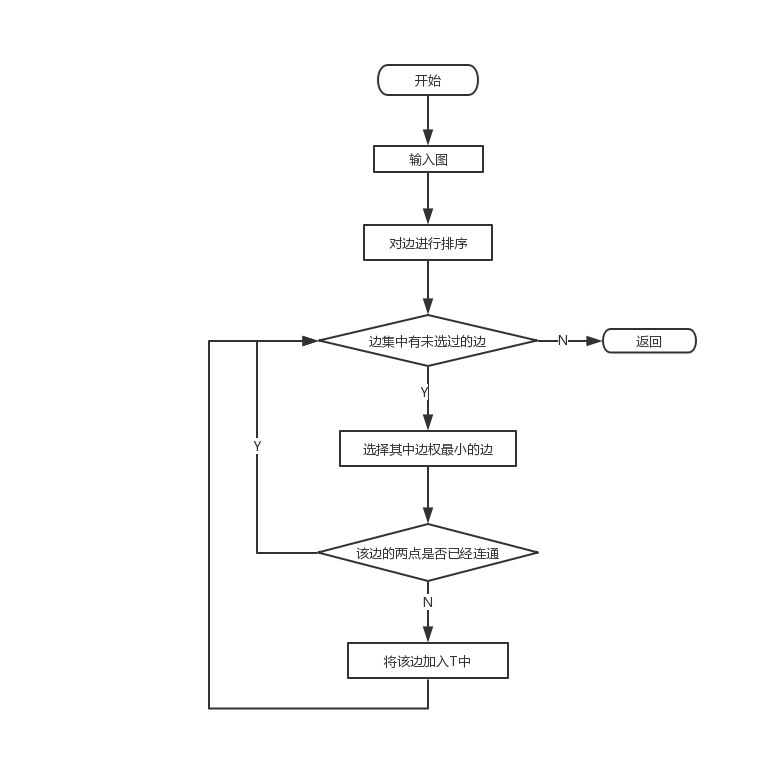 开始
输入图
对边进行排序
边集中有未选过的边
N
返回
Y
选择其中边权最小的边
Y
该边的两点是否已经连通
N
将该边加入T中